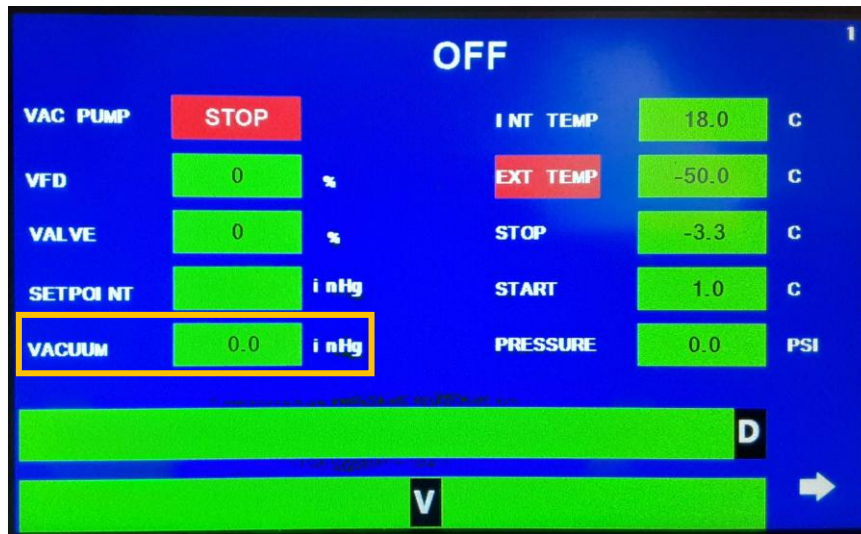 OFF
1
VAC PUMP STOP
INT TEMP 18.0 C
VFD 0 %
EXT TEMP -50.0 C
VALVE 0 %
STOP -3.3 C
SETPOINT inHg
START 1.0 C
VACUUM 0.0 inHg
PRESSURE 0.0 PSI
D
V